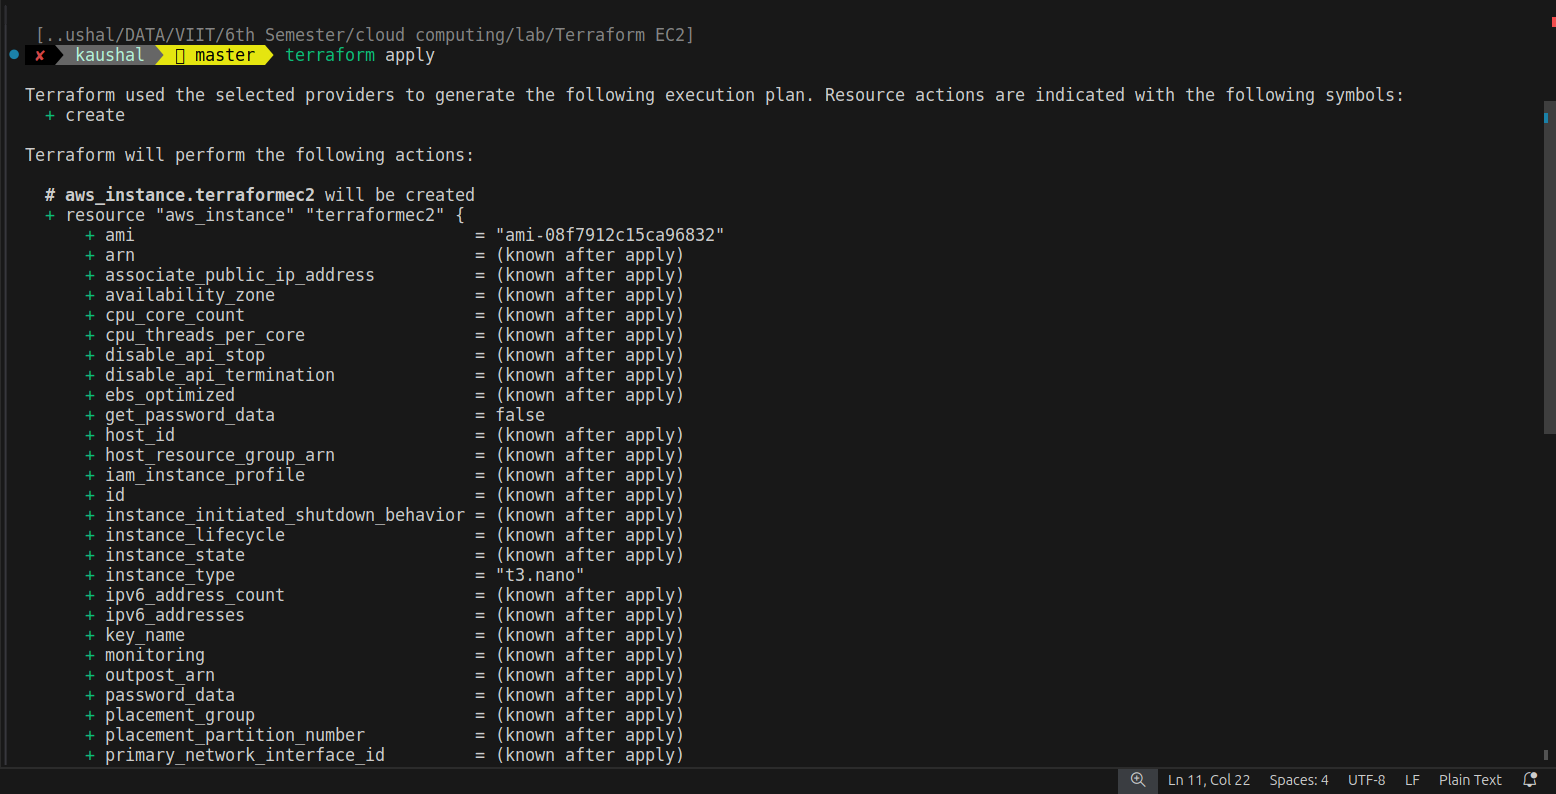 [..ushal/DATA/VIIT/6th Semester/cloud computing/lab/Terraform EC2]
✘ kaushal master terraform apply
Terraform used the selected providers to generate the following execution plan. Resource actions are indicated with the following symbols:
+ create
Terraform will perform the following actions:
# aws_instance.terraformec2 will be created
+ resource "aws_instance" "terraformec2" {
+ ami = "ami-08f7912c15ca96832"
+ arn = (known after apply)
+ associate_public_ip_address = (known after apply)
+ availability_zone = (known after apply)
+ cpu_core_count = (known after apply)
+ cpu_threads_per_core = (known after apply)
+ disable_api_stop = (known after apply)
+ disable_api_termination = (known after apply)
+ ebs_optimized = (known after apply)
+ get_password_data = false
+ host_id = (known after apply)
+ host_resource_group_arn = (known after apply)
+ iam_instance_profile = (known after apply)
+ id = (known after apply)
+ instance_initiated_shutdown_behavior = (known after apply)
+ instance_lifecycle = (known after apply)
+ instance_state = (known after apply)
+ instance_type = "t3.nano"
+ ipv6_address_count = (known after apply)
+ ipv6_addresses = (known after apply)
+ key_name = (known after apply)
+ monitoring = (known after apply)
+ outpost_arn = (known after apply)
+ password_data = (known after apply)
+ placement_group = (known after apply)
+ placement_partition_number = (known after apply)
+ primary_network_interface_id = (known after apply)
Ln 11, Col 22 Spaces: 4 UTF-8 LF Plain Text